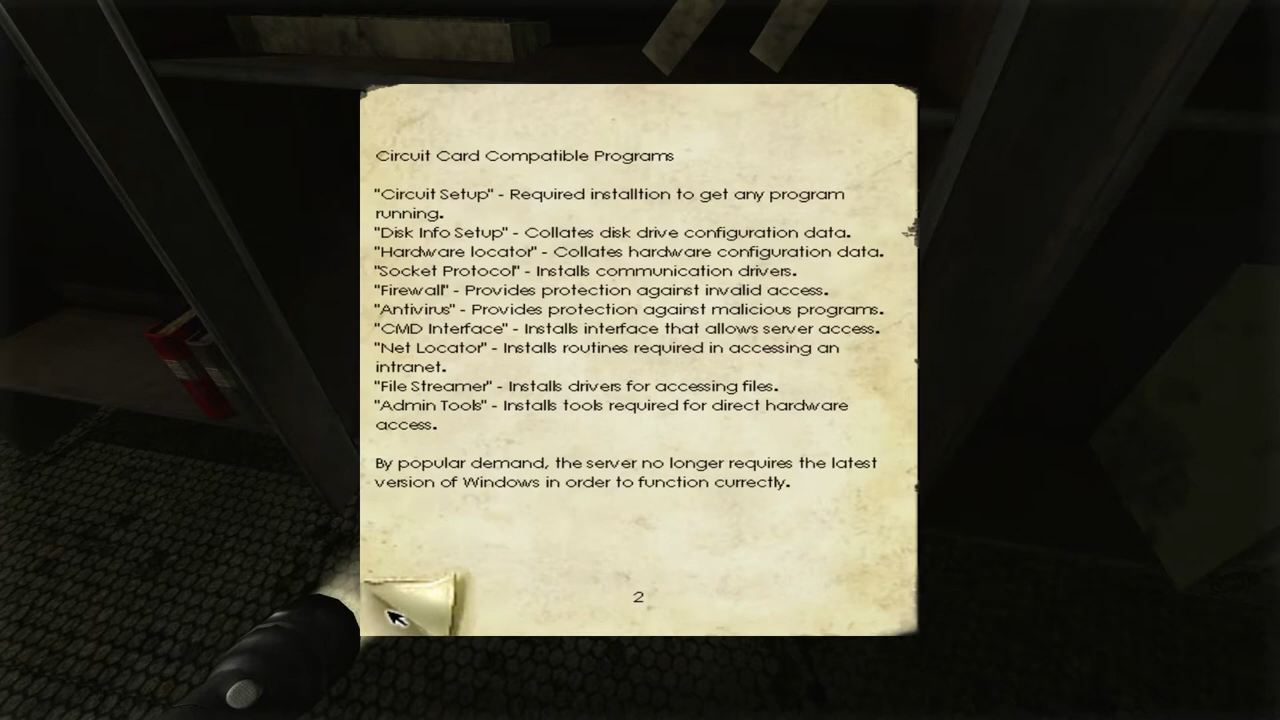 Circuit Card Compatible Programs
"Circuit Setup" - Required installtion to get any program
running.
"Disk Info Setup" - Collates disk drive configuration data.
"Hardware locator" - Collates hardware configuration data.
"Socket Protocol" - Installs communication drivers.
"Firewall" - Provides protection against invalid access.
"Antivirus" - Provides protection against malicious programs.
"CMD Interface" - Installs interface that allows server access.
"Net Locator" - Installs routines required in accessing an
intranet.
"File Streamer" - Installs drivers for accessing files.
"Admin Tools" - Installs tools required for direct hardware
access.
By popular demand, the server no longer requires the latest
version of Windows in order to function currectly.
2